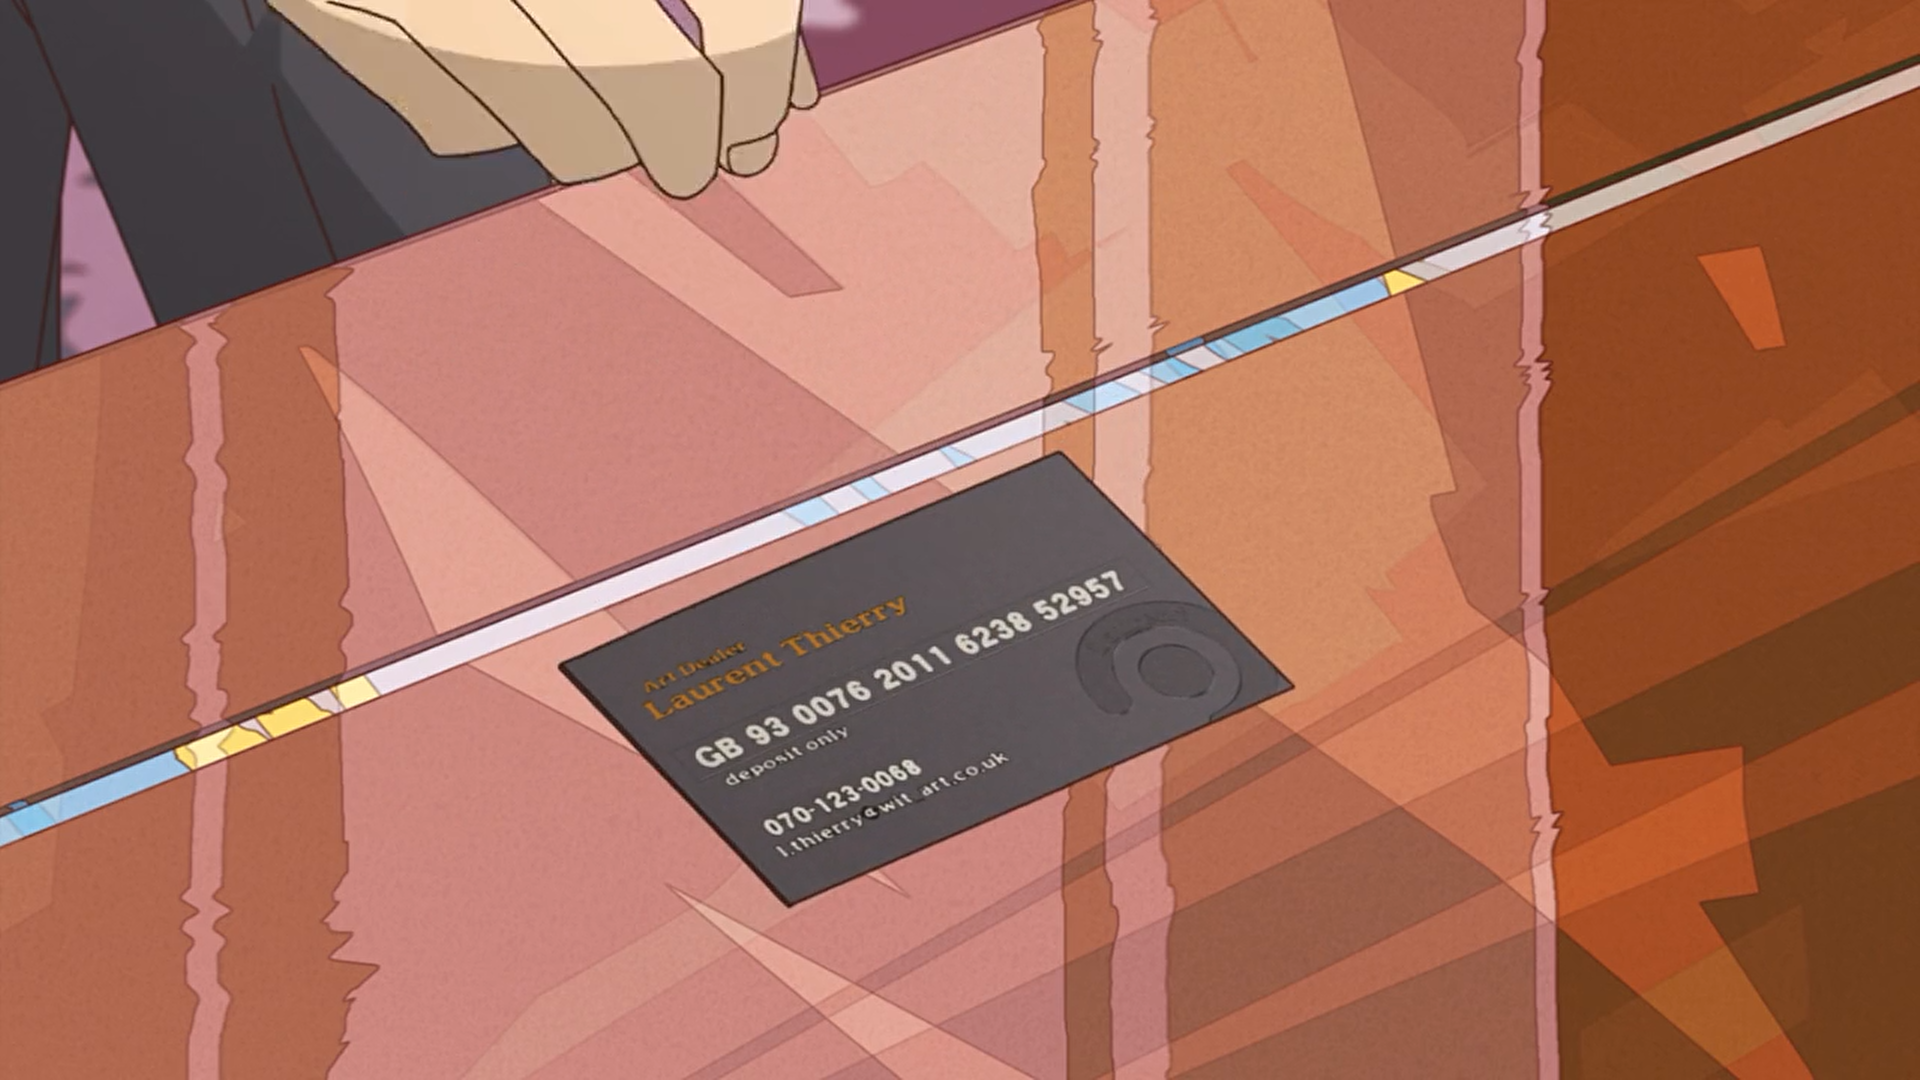 Art Dealer
Laurent Thierry
GB 93 0076 2011 6238 52957
deposit only
070-123-0068
l.thierry@wit_art.co.uk